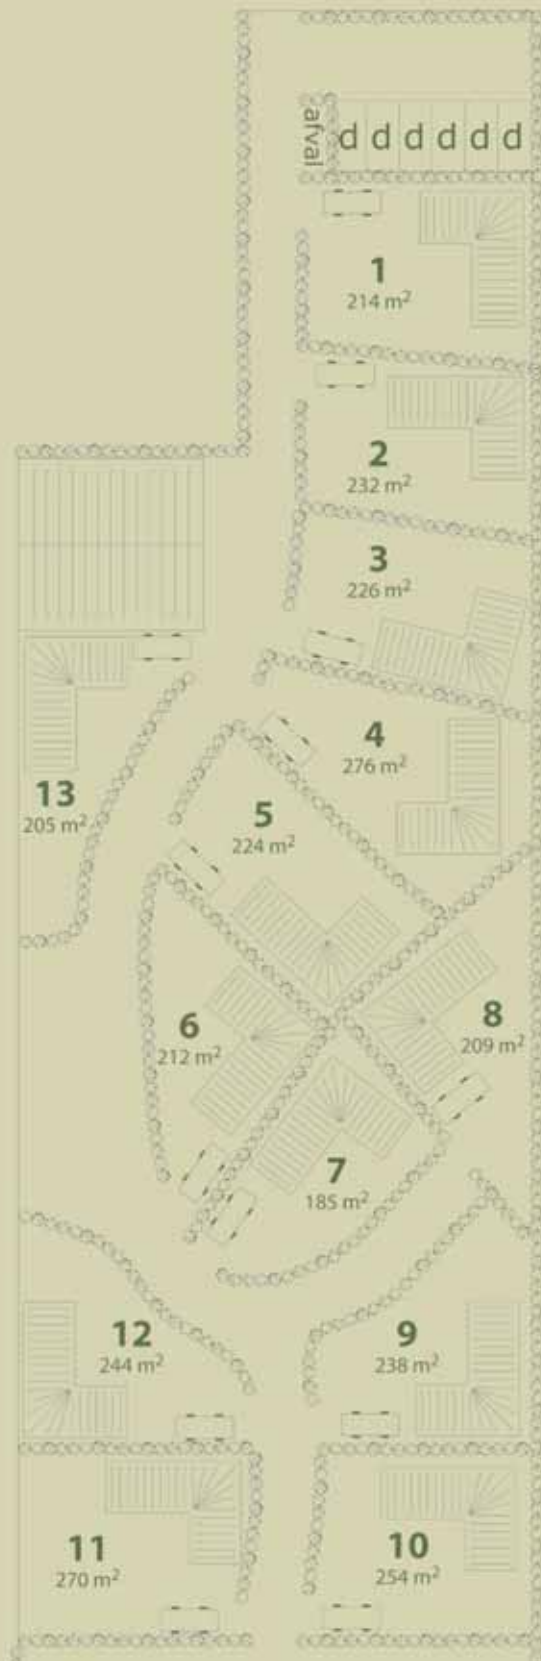 afval
d d d d d d
1
214 m²
2
232 m²
3
226 m²
4
276 m²
13
205 m²
5
224 m²
6
212 m²
8
209 m²
7
185 m²
12
244 m²
9
238 m²
11
270 m²
10
254 m²